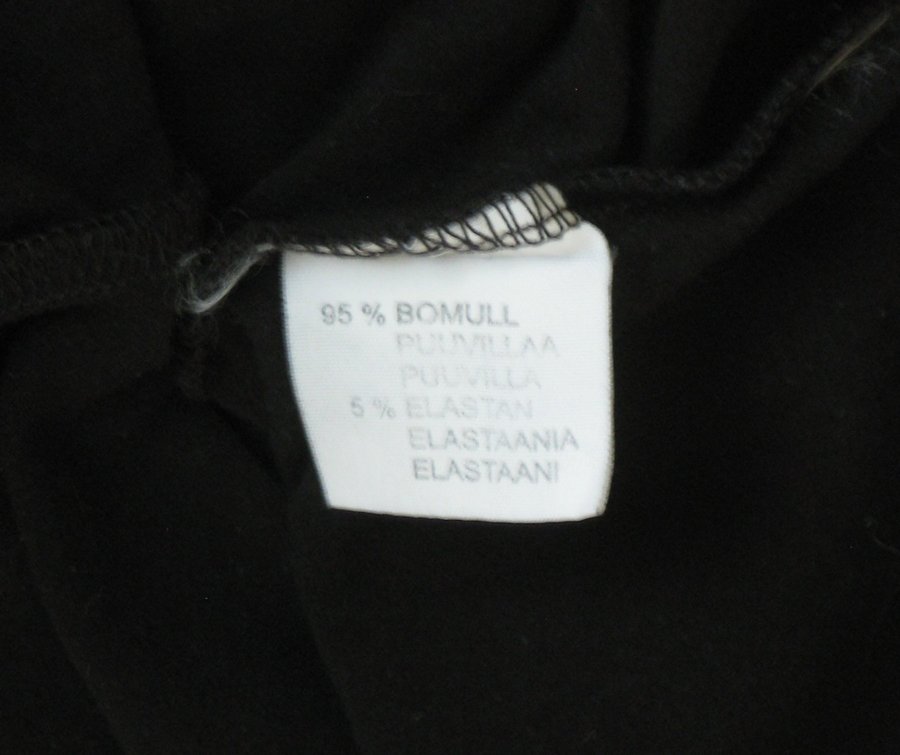 95 % BOMULL
PUUVILLAA
PUUVILLA
5 % ELASTAN
ELASTAANIA
ELASTAANI